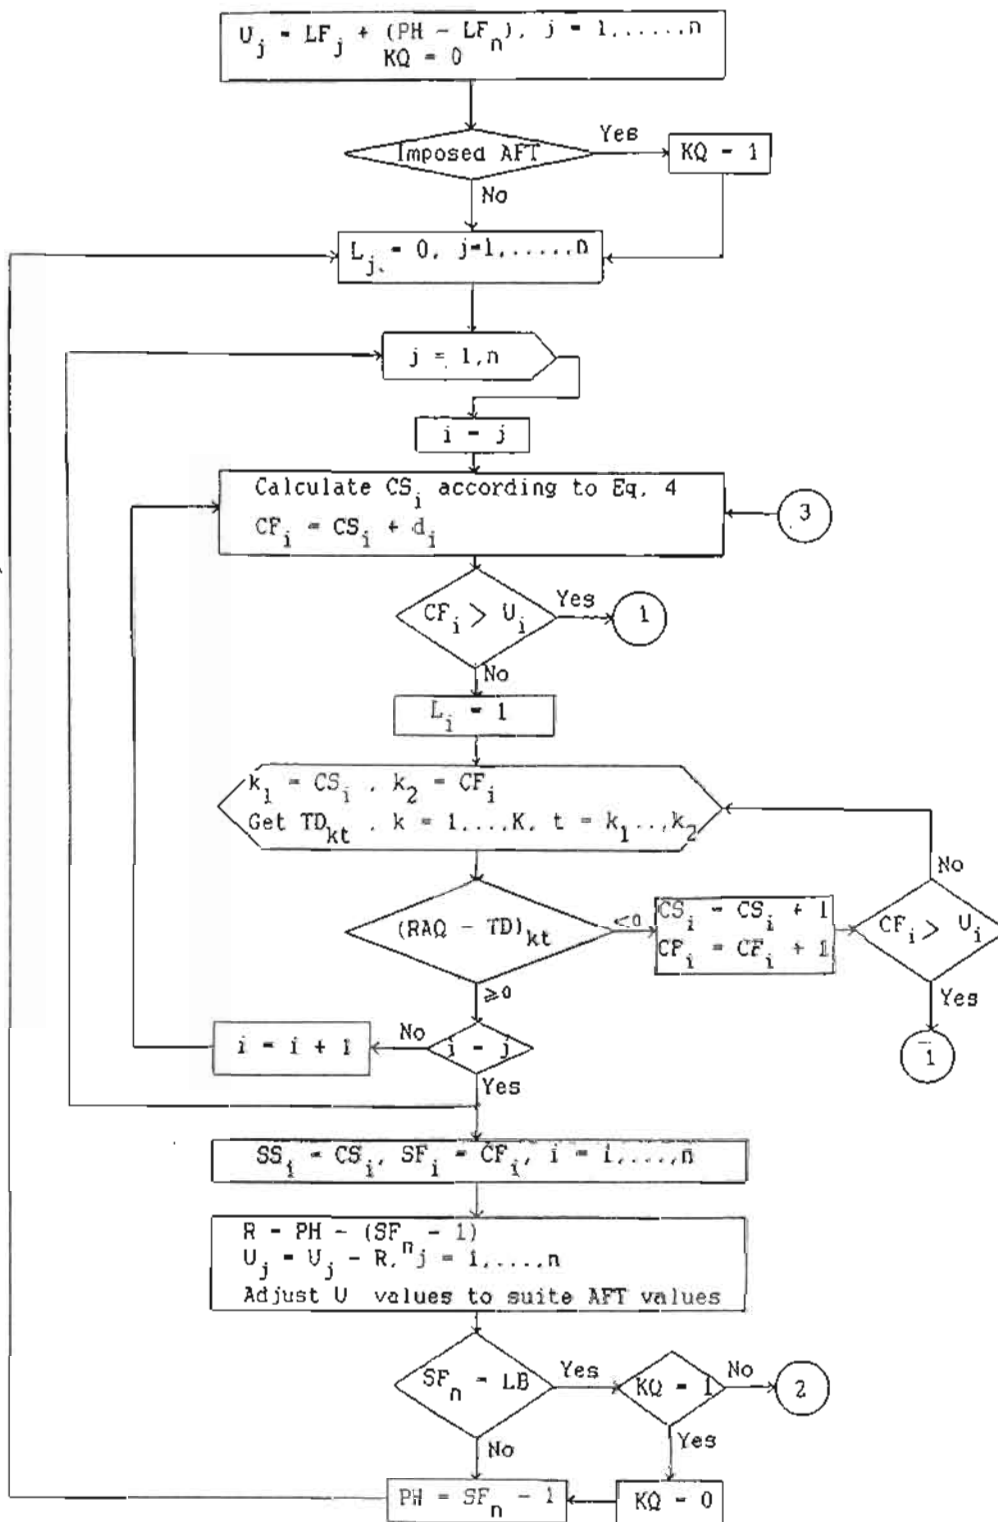 U_j = LF_j + (PH - LF_n), j = 1,......,n
KQ = 0
Imposed AFT
Yes
KQ = 1
No
L_j = 0, j=1,......,n
j = 1,n
i = j
Calculate CS_i according to Eq. 4
CF_i = CS_i + d_i
3
CF_i > U_i
Yes
1
No
L_i = 1
k_1 = CS_i , k_2 = CF_i
Get TD_kt , k = 1,...,K, t = k_1..,k_2
No
(RAQ - TD)_kt
<0
CS_i = CS_i + 1
CF_i = CF_i + 1
CF_i > U_i
≥0
Yes
i = i + 1
No
i = j
1
Yes
SS_i = CS_i, SF_i = CF_i, i = 1,...,n
R = PH - (SF_n - 1)
U_j = U_j - R, j = 1,...,n
Adjust U values to suite AFT values
SF_n = LB
Yes
KQ = 1
No
2
No
Yes
PH = SF_n - 1
KQ = 0